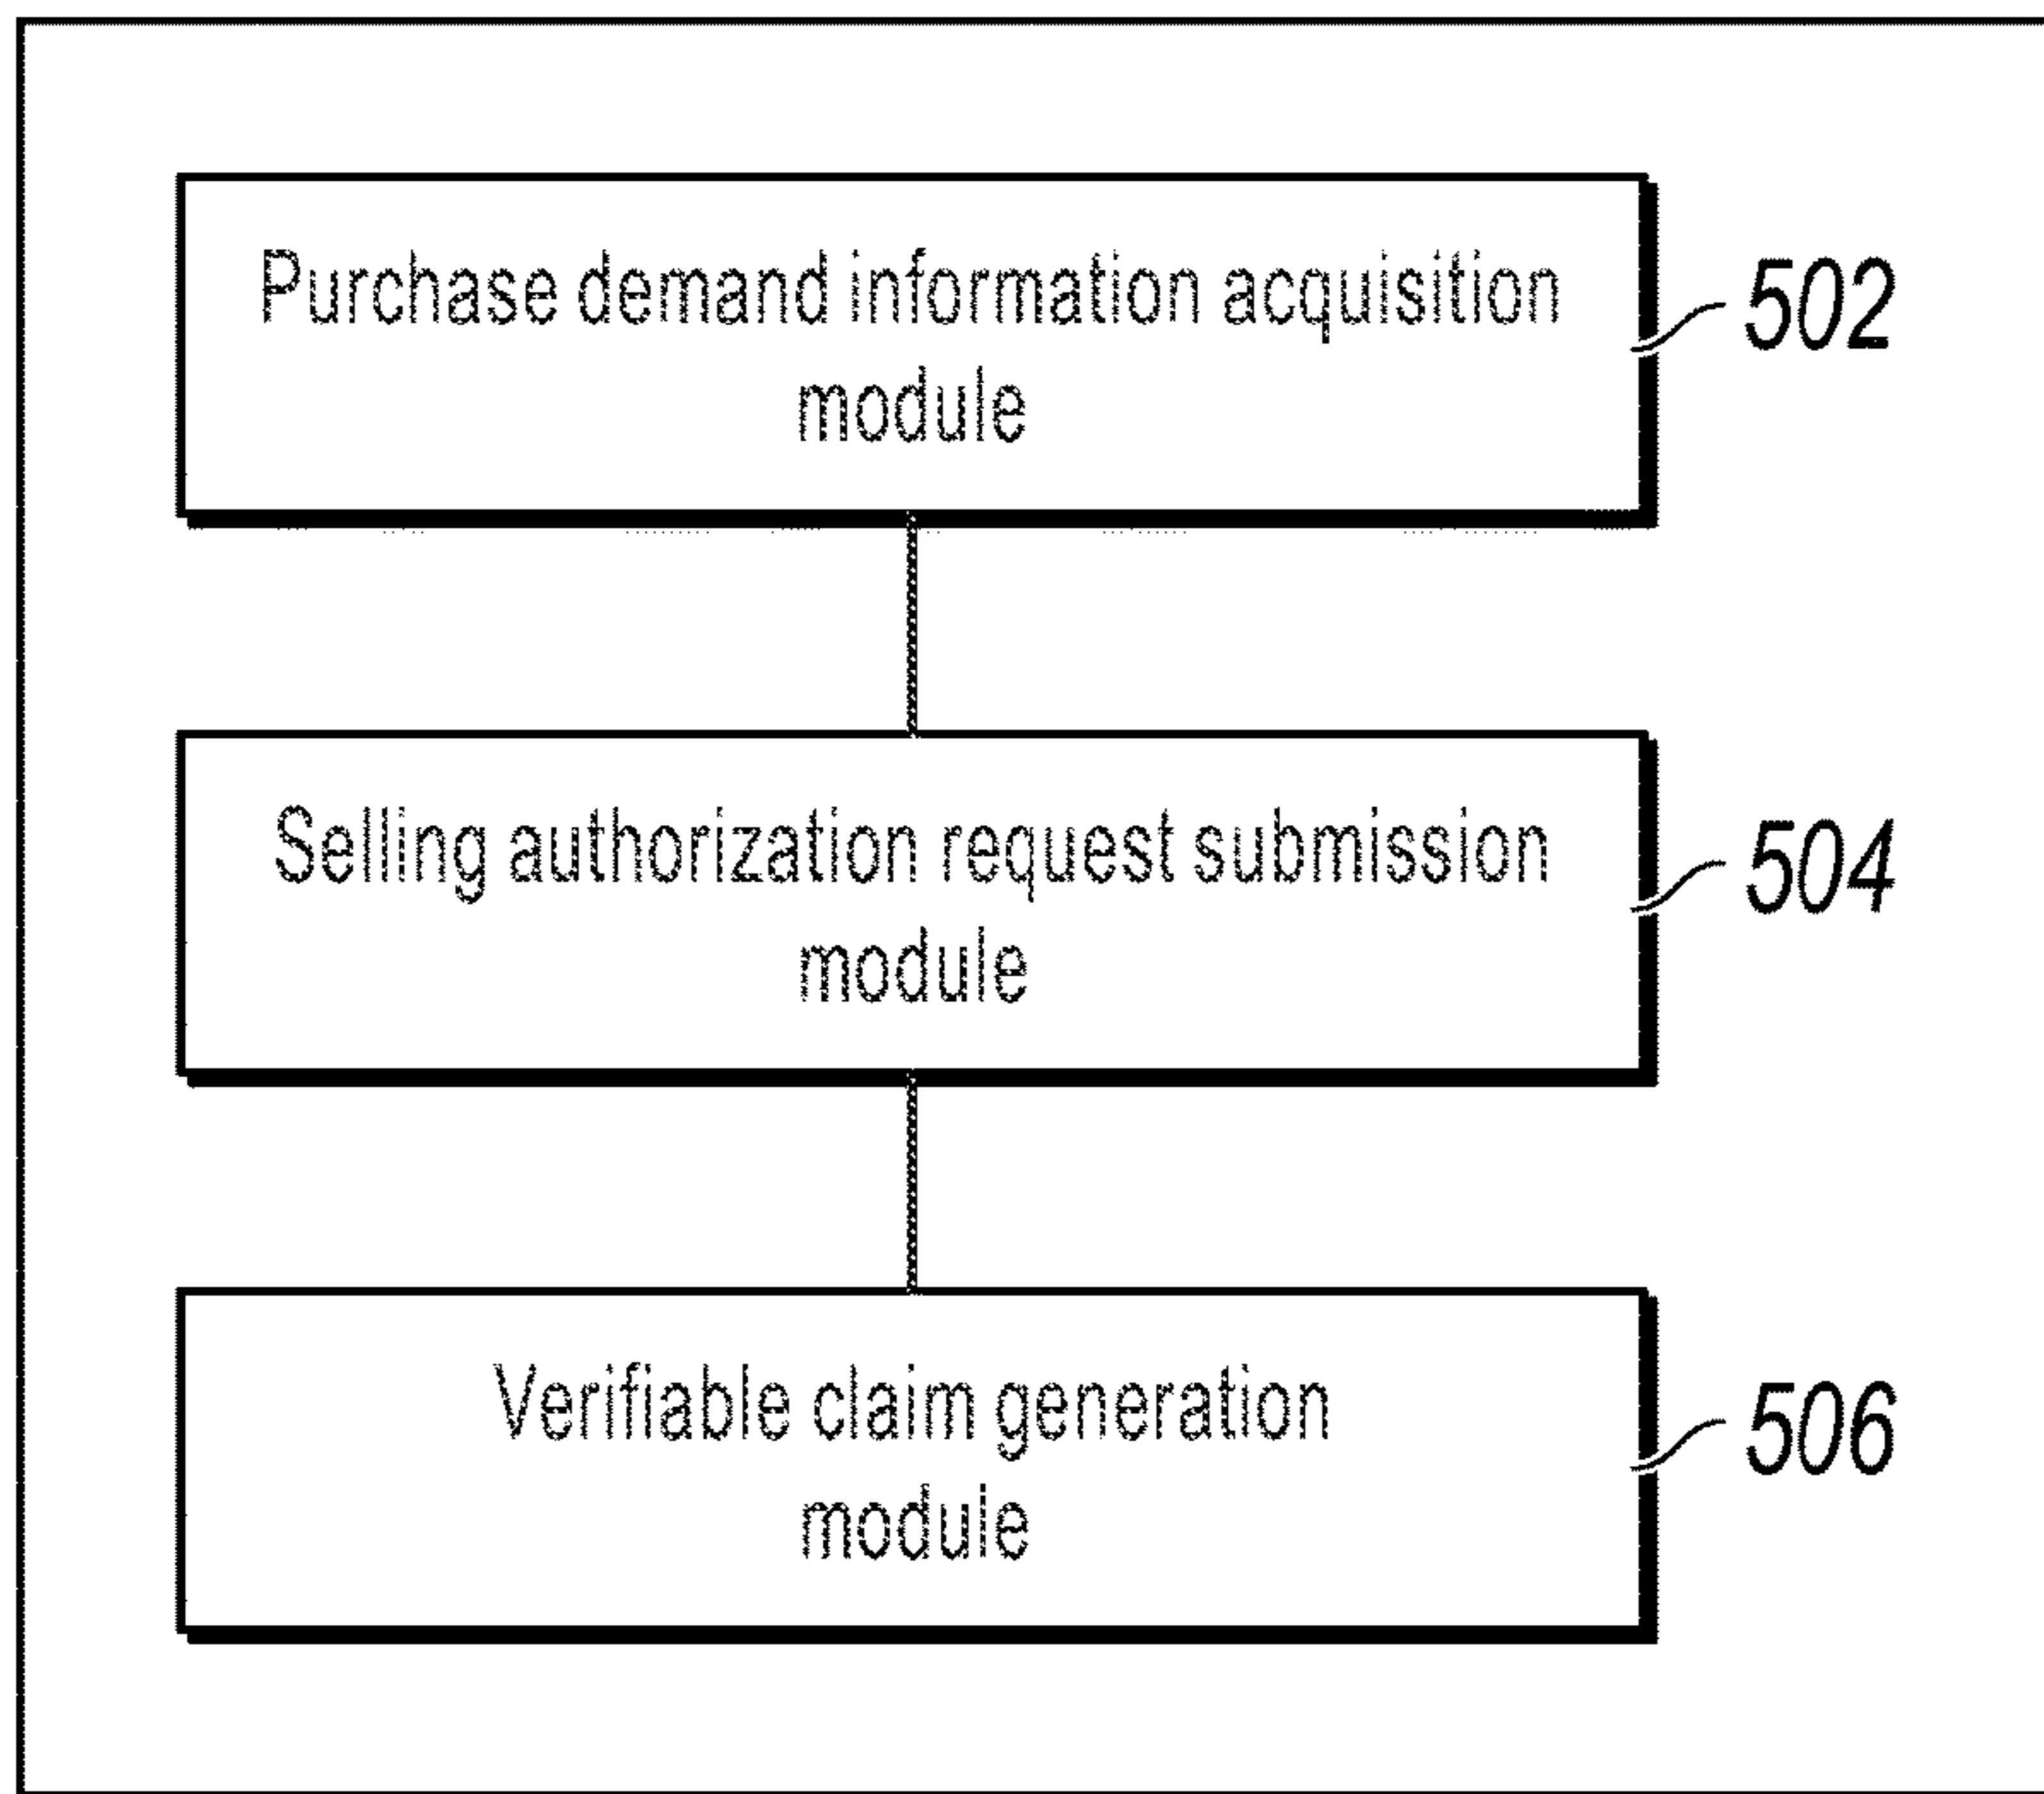 Purchase demand information acquisition
module
502
Selling authorization request submission
module
504
Verifiable claim generation
module
506